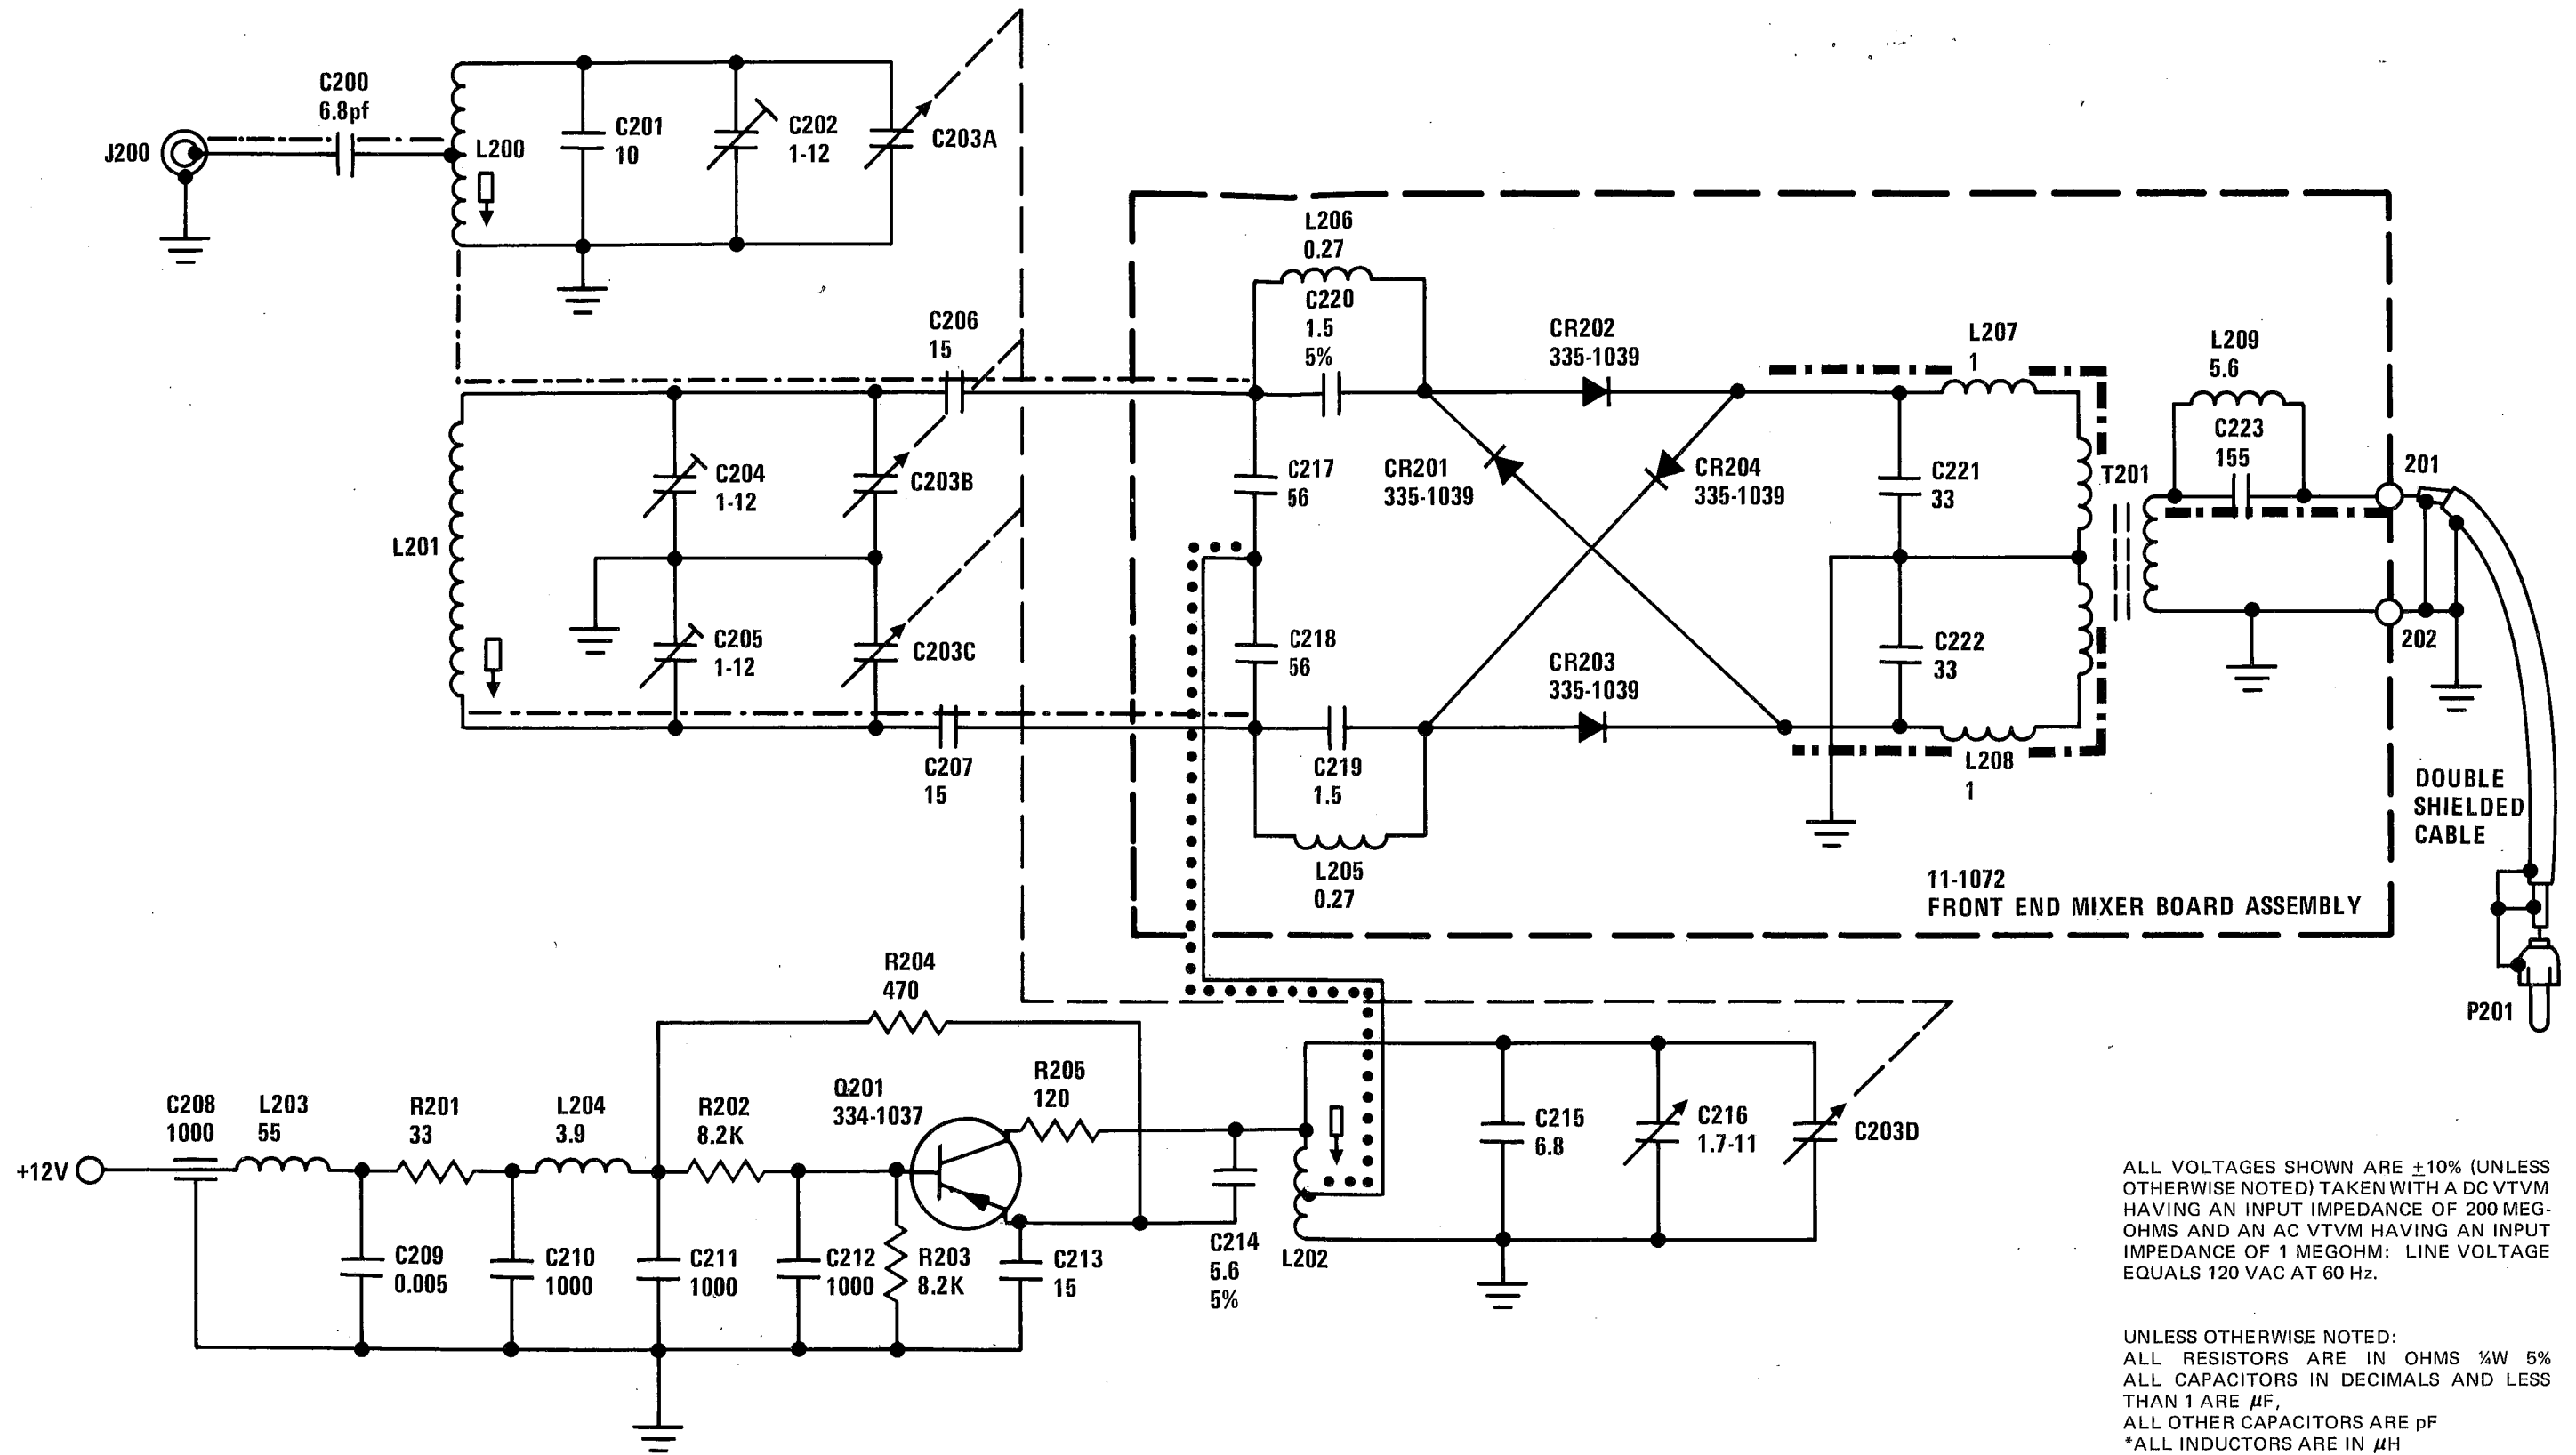 C200
6.8pf
J200
L200
C201
10
C202
1-12
C203A
C206
15
L201
C204
1-12
C203B
C205
1-12
C203C
C207
15
L206
0.27
C220
1.5
5%
C217
56
C218
56
C219
1.5
L205
0.27
CR202
335-1039
CR201
335-1039
CR204
335-1039
CR203
335-1039
L207
1
C221
33
C222
33
L208
1
T201
L209
5.6
C223
155
201
202
DOUBLE
SHIELDED
CABLE
P201
11-1072
FRONT END MIXER BOARD ASSEMBLY
R204
470
+12V
C208
1000
L203
55
R201
33
L204
3.9
R202
8.2K
Q201
334-1037
R205
120
C209
0.005
C210
1000
C211
1000
C212
1000
R203
8.2K
C213
15
C214
5.6
5%
L202
C215
6.8
C216
1.7-11
C203D
ALL VOLTAGES SHOWN ARE ±10% (UNLESS
OTHERWISE NOTED) TAKEN WITH A DC VTVM
HAVING AN INPUT IMPEDANCE OF 200 MEG-
OHMS AND AN AC VTVM HAVING AN INPUT
IMPEDANCE OF 1 MEGOHM: LINE VOLTAGE
EQUALS 120 VAC AT 60 Hz.
UNLESS OTHERWISE NOTED:
ALL RESISTORS ARE IN OHMS ¼W 5%
ALL CAPACITORS IN DECIMALS AND LESS
THAN 1 ARE µF,
ALL OTHER CAPACITORS ARE pF
*ALL INDUCTORS ARE IN µH